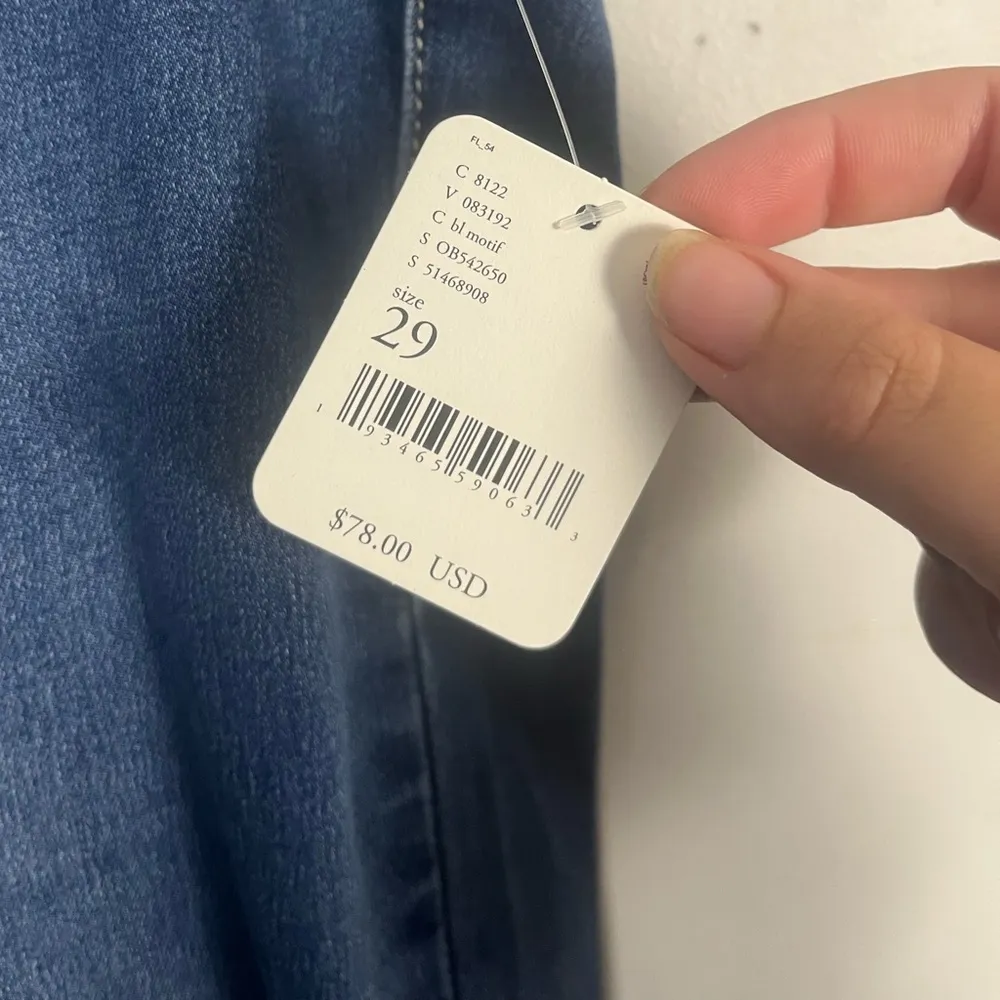 FL_54
C 8122
V 083192
C bl motif
S OB542650
S 51468908
size
29
1 93465 59063 3
$78.00 USD